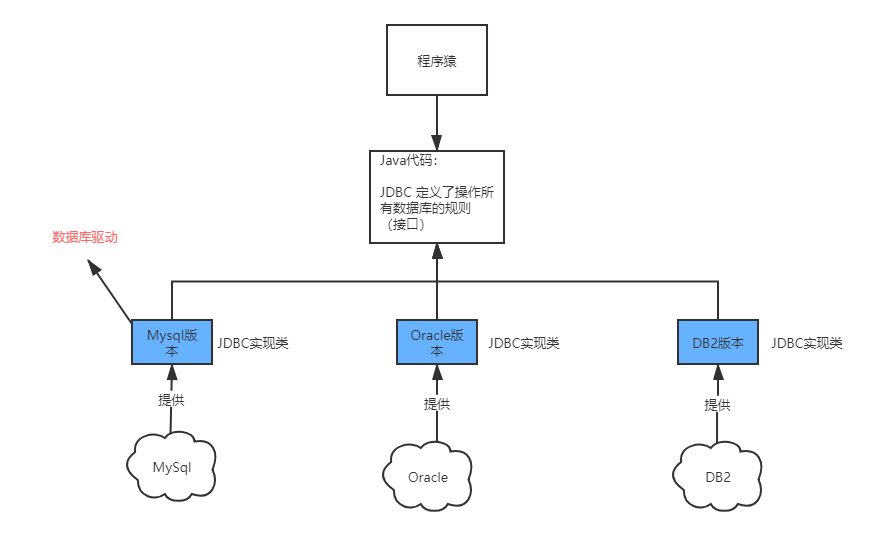 程序猿
Java代码：
JDBC 定义了操作所
有数据库的规则
（接口）
数据库驱动
Mysql版
本
JDBC实现类
Oracle版
本
JDBC实现类
DB2版本
JDBC实现类
提供
提供
提供
MySql
Oracle
DB2